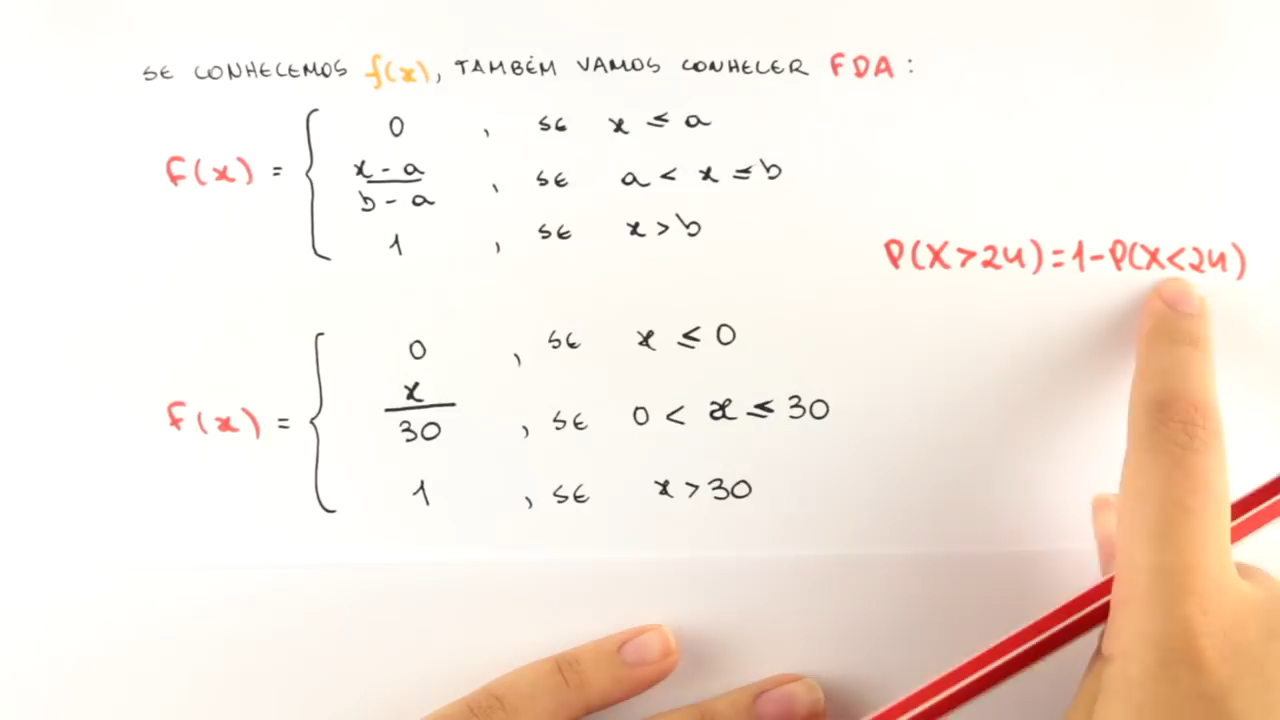 SE CONHECEMOS f(x), TAMBÉM VAMOS CONHECER FDA:
F(x) = { 0 , SE x ≤ a
x - a / b - a , SE a < x ≤ b
1 , SE x > b
P(X>24)=1-P(X<24)
F(x) = { 0 , SE x ≤ 0
x / 30 , SE 0 < x ≤ 30
1 , SE x > 30